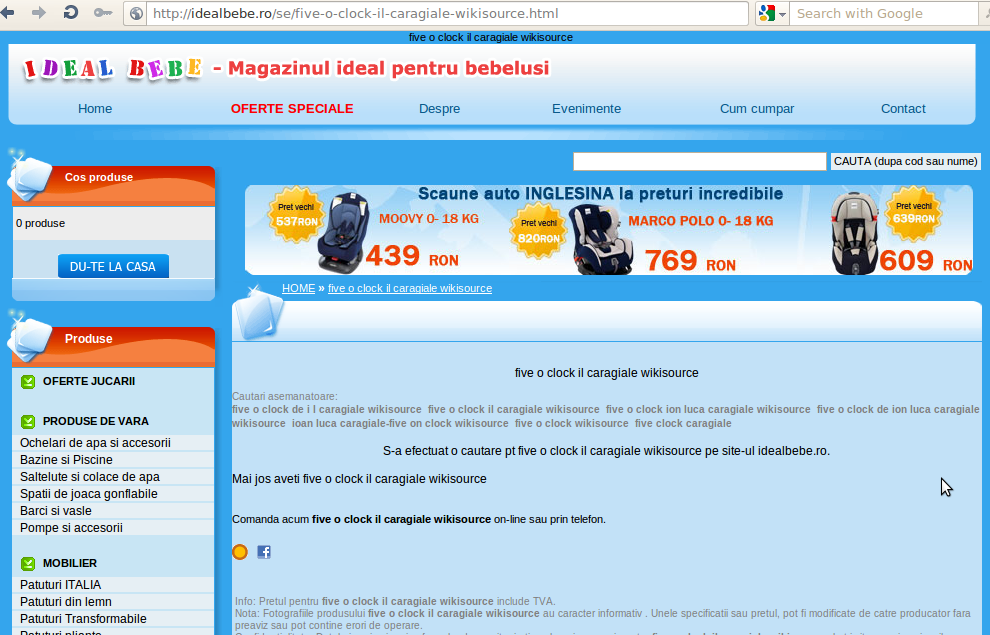 http://idealbebe.ro/se/five-o-clock-il-caragiale-wikisource.html
Search with Google
five o clock il caragiale wikisource
IDEAL BEBE - Magazinul ideal pentru bebelusi
Home OFERTE SPECIALE Despre Evenimente Cum cumpar Contact
CAUTA (dupa cod sau numar)
Cos produse
0 produse
DU-TE LA CASA
Scaune auto INGLESINA la preturi incredibile
Pret vechi
537RON
MOOVY 0- 18 KG
439 RON
Pret vechi
820RON
MARCO POLO 0- 18 KG
769 RON
Pret vechi
639RON
609 RON
HOME » five o clock il caragiale wikisource
Produse
OFERTE JUCARII
PRODUSE DE VARA
Ochelari de apa si accesorii
Bazine si Piscine
Saltelute si colace de apa
Spatii de joaca gonflabile
Barci si vasle
Pompe si accesorii
MOBILIER
Patuturi ITALIA
Patuturi din lemn
Patuturi Transformabile
five o clock il caragiale wikisource
Cautari asemanatoare:
five o clock de i l caragiale wikisource five o clock il caragiale wikisource five o clock ion luca caragiale wikisource five o clock de ion luca caragiale
wikisource ioan luca caragiale-five on clock wikisource five o clock wikisource five clock caragiale
S-a efectuat o cautare pt five o clock il caragiale wikisource pe site-ul idealbebe.ro.
Mai jos aveti five o clock il caragiale wikisource
Comanda acum five o clock il caragiale wikisource on-line sau prin telefon.
Info: Pretul pentru five o clock il caragiale wikisource include TVA.
Nota: Fotografiile produsului five o clock il caragiale wikisource au caracter informativ . Unele specificatii sau pretul, pot fi modificate de catre producator fara
preaviz sau pot contine erori de operare.